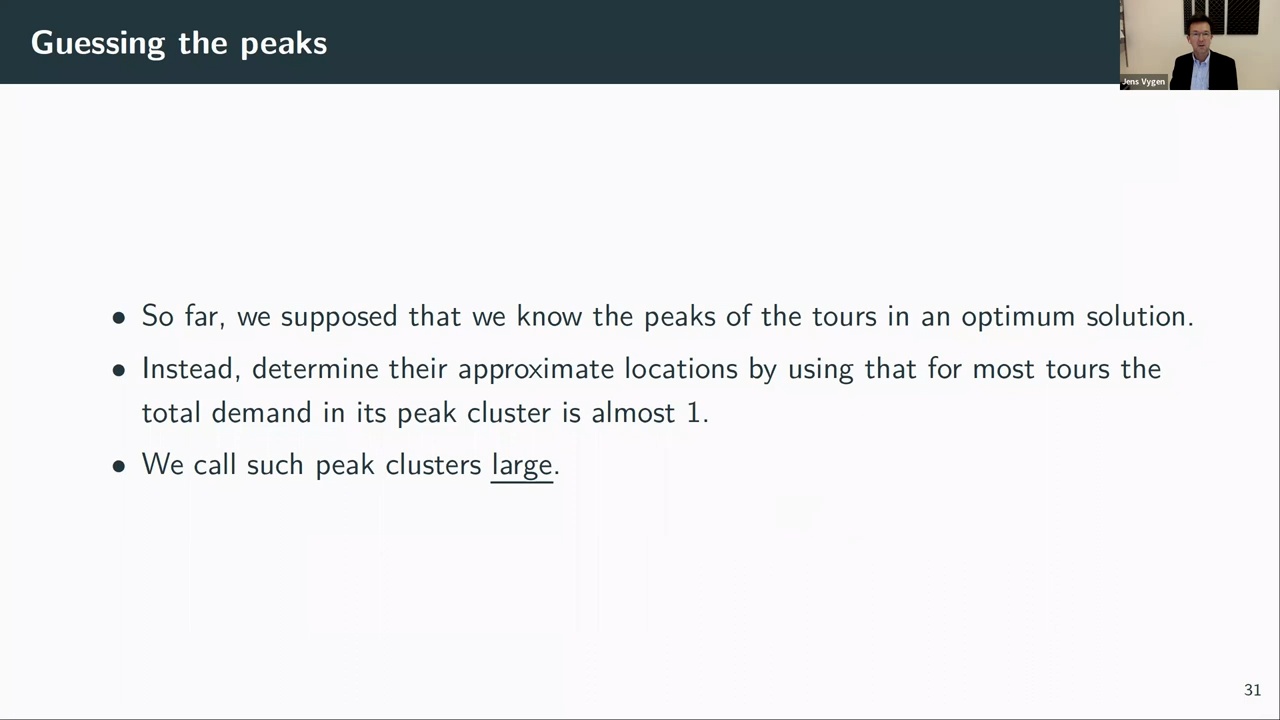 Guessing the peaks
Jens Vygen
• So far, we supposed that we know the peaks of the tours in an optimum solution.
• Instead, determine their approximate locations by using that for most tours the
total demand in its peak cluster is almost 1.
• We call such peak clusters large.
31